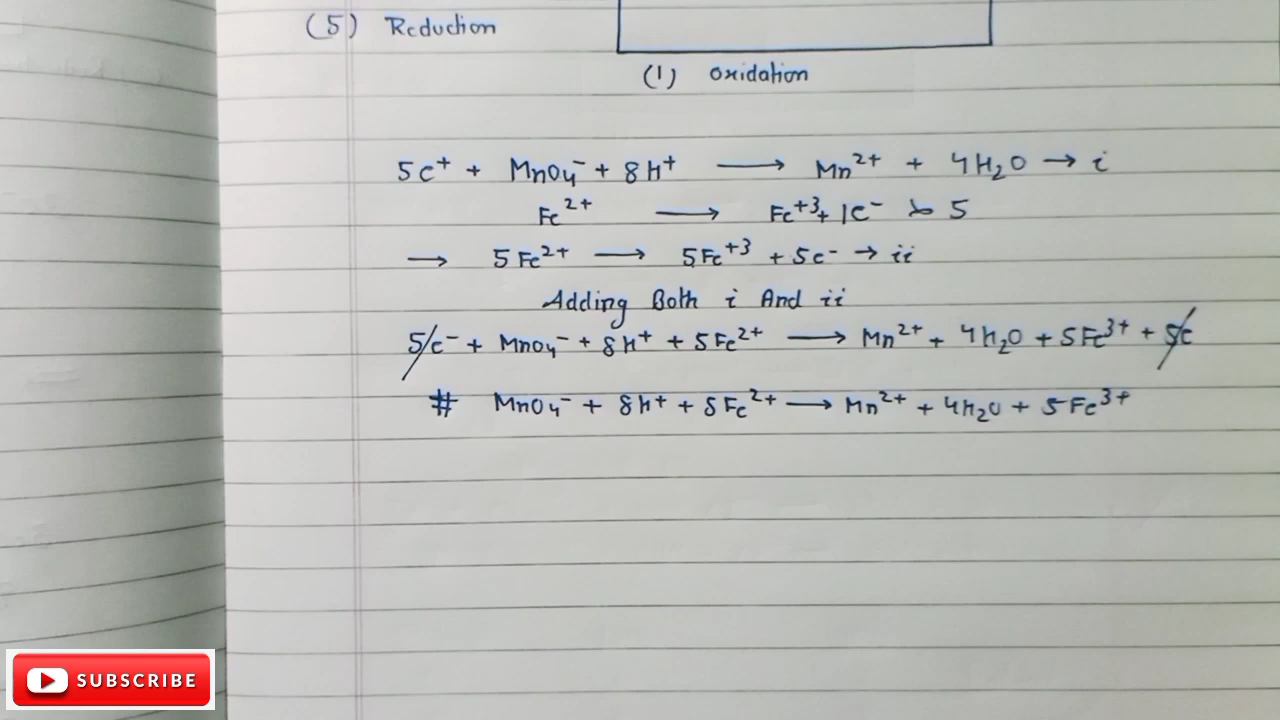 (5) Reduction
(1) Oxidation
5e⁺ + MnO₄⁻ + 8H⁺ ⟶ Mn²⁺ + 4H₂O → i
Fe²⁺ ⟶ Fe⁺³ + 1e⁻ × 5
→ 5Fe²⁺ ⟶ 5Fe⁺³ + 5e⁻ → ii
Adding Both i And ii
5e⁻ + MnO₄⁻ + 8H⁺ + 5Fe²⁺ ⟶ Mn²⁺ + 4H₂O + 5Fe³⁺ + 5e
# MnO₄⁻ + 8H⁺ + 5Fe²⁺ ⟶ Mn²⁺ + 4H₂O + 5Fe³⁺
SUBSCRIBE